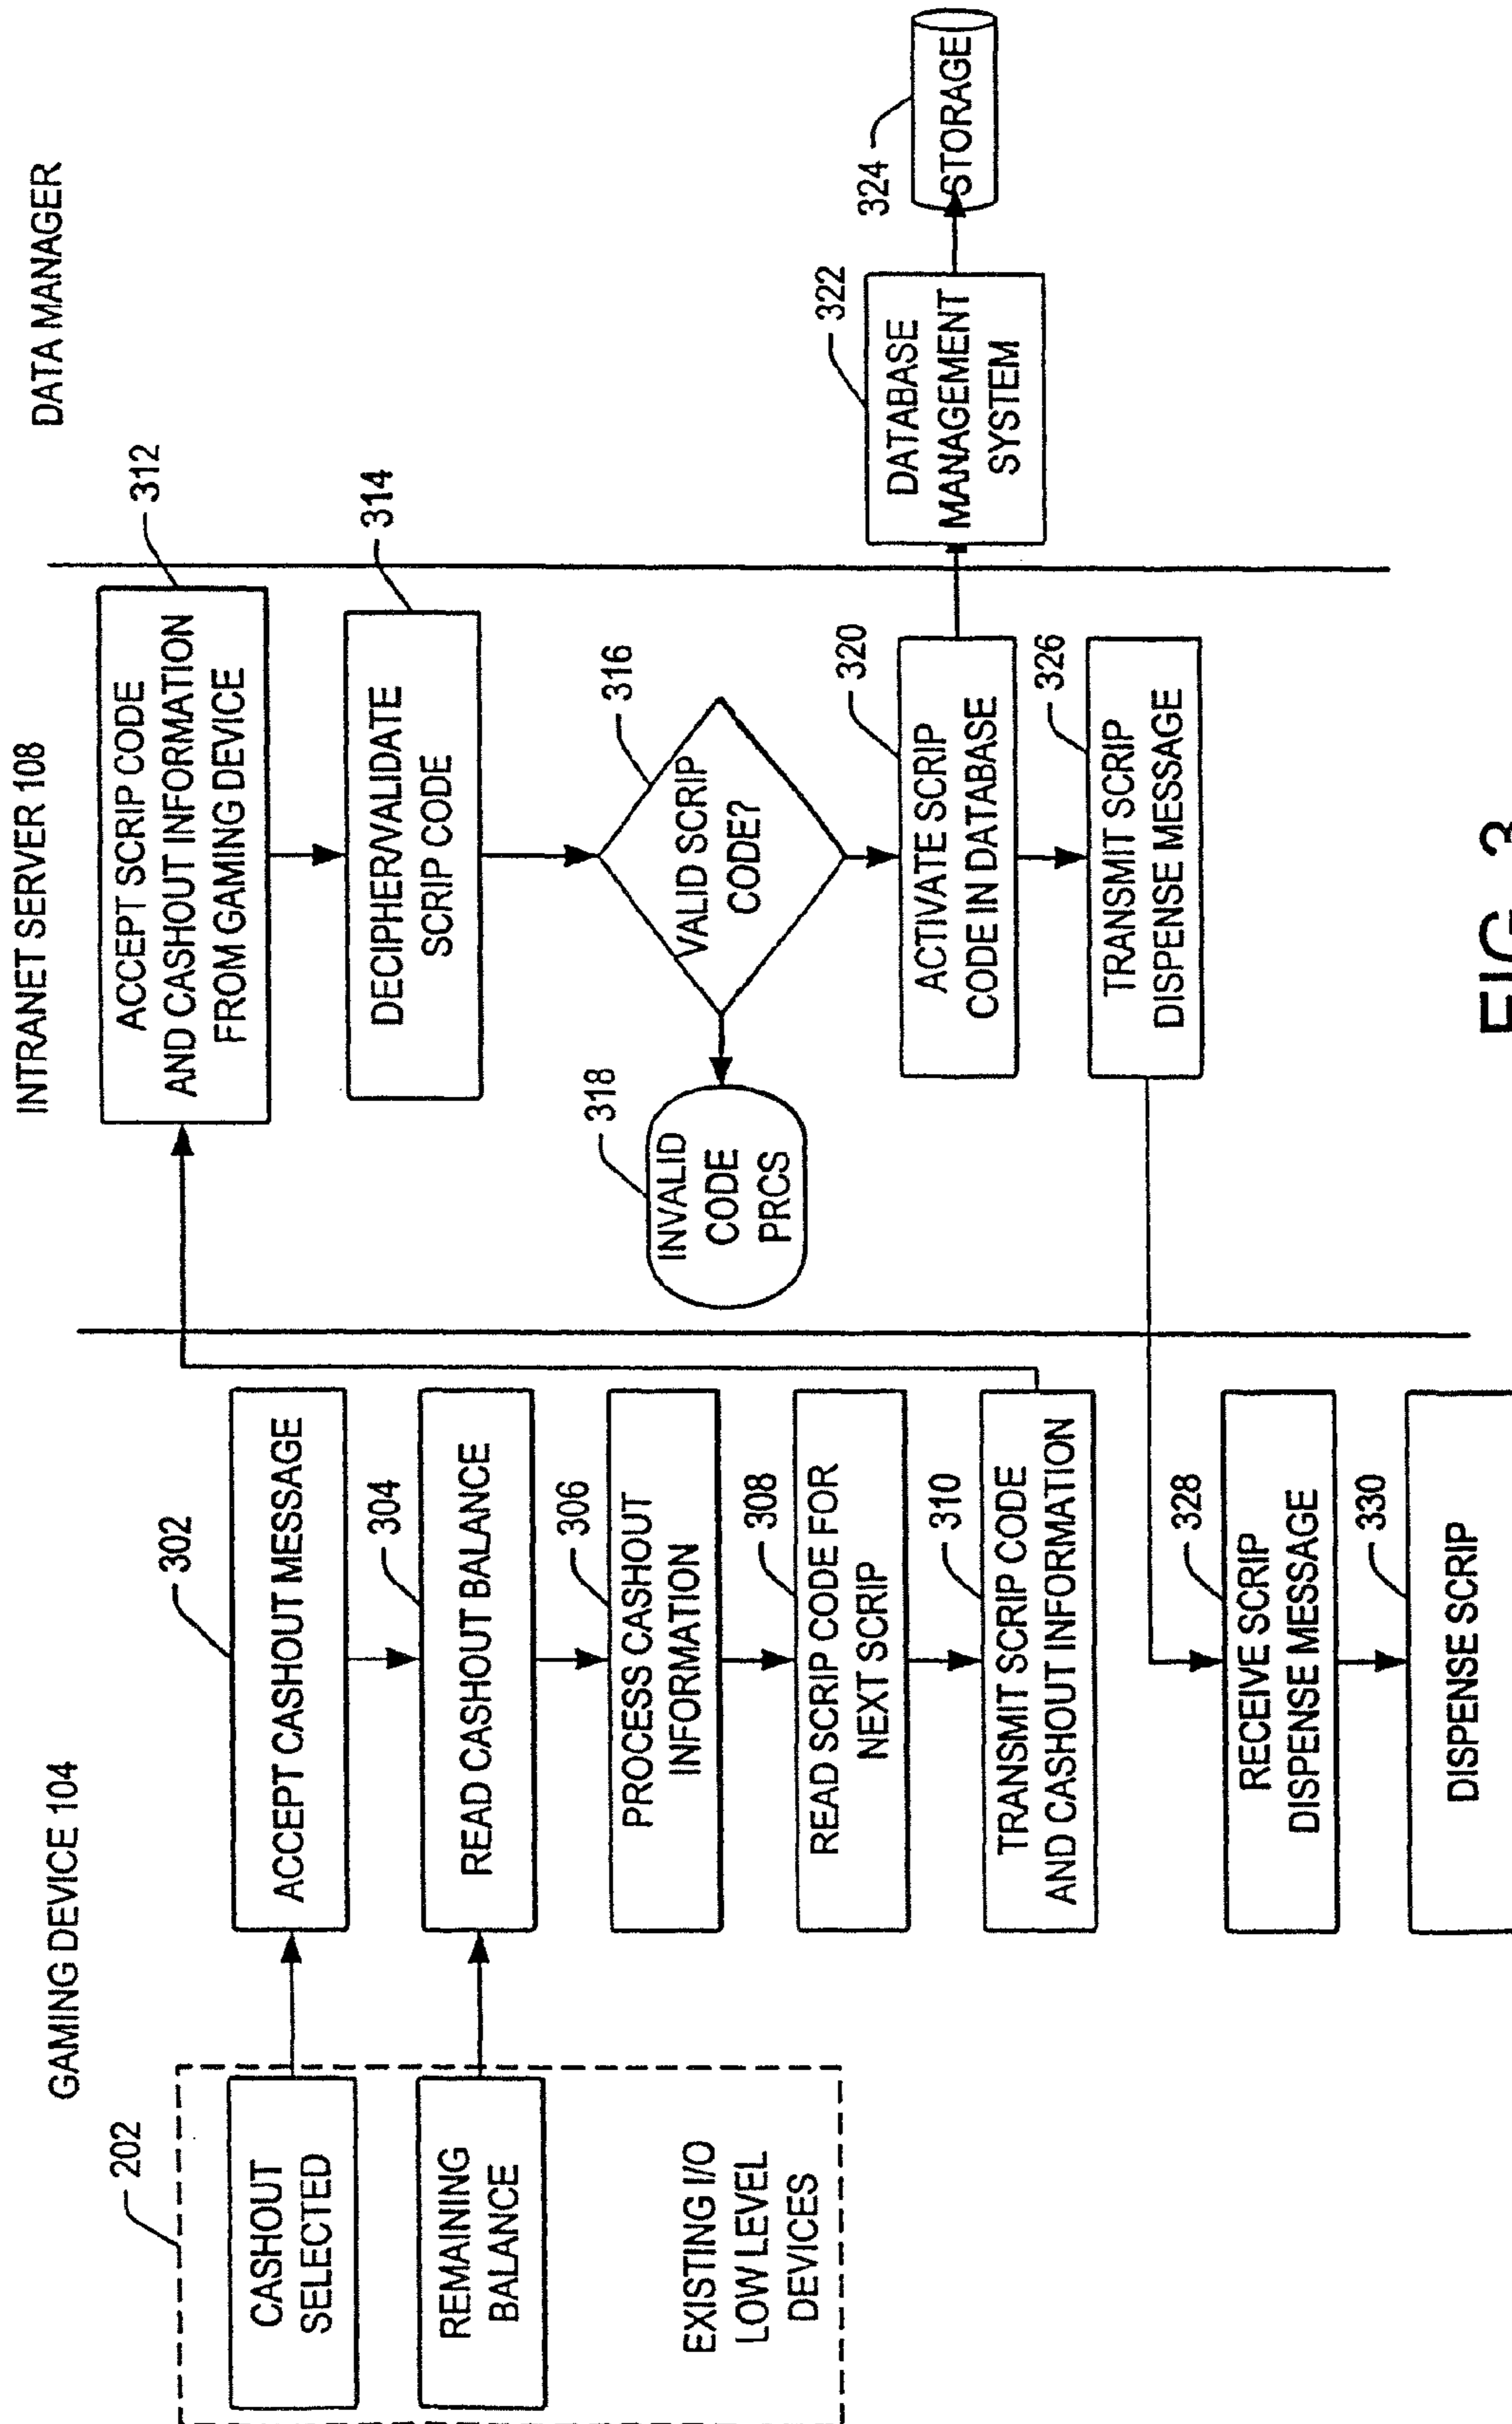 GAMING DEVICE 104
202
CASHOUT
SELECTED
REMAINING
BALANCE
EXISTING I/O
LOW LEVEL
DEVICES
302
ACCEPT CASHOUT MESSAGE
304
READ CASHOUT BALANCE
306
PROCESS CASHOUT
INFORMATION
308
READ SCRIP CODE FOR
NEXT SCRIP
310
TRANSMIT SCRIP CODE
AND CASHOUT INFORMATION
328
RECEIVE SCRIP
DISPENSE MESSAGE
330
DISPENSE SCRIP
INTRANET SERVER 108
312
ACCEPT SCRIP CODE
AND CASHOUT INFORMATION
FROM GAMING DEVICE
314
DECIPHER/VALIDATE
SCRIP CODE
316
VALID SCRIP
CODE?
318
INVALID
CODE
PRCS
320
ACTIVATE SCRIP
CODE IN DATABASE
326
TRANSMIT SCRIP
DISPENSE MESSAGE
DATA MANAGER
322
DATABASE
MANAGEMENT
SYSTEM
324
STORAGE
FIG. 3